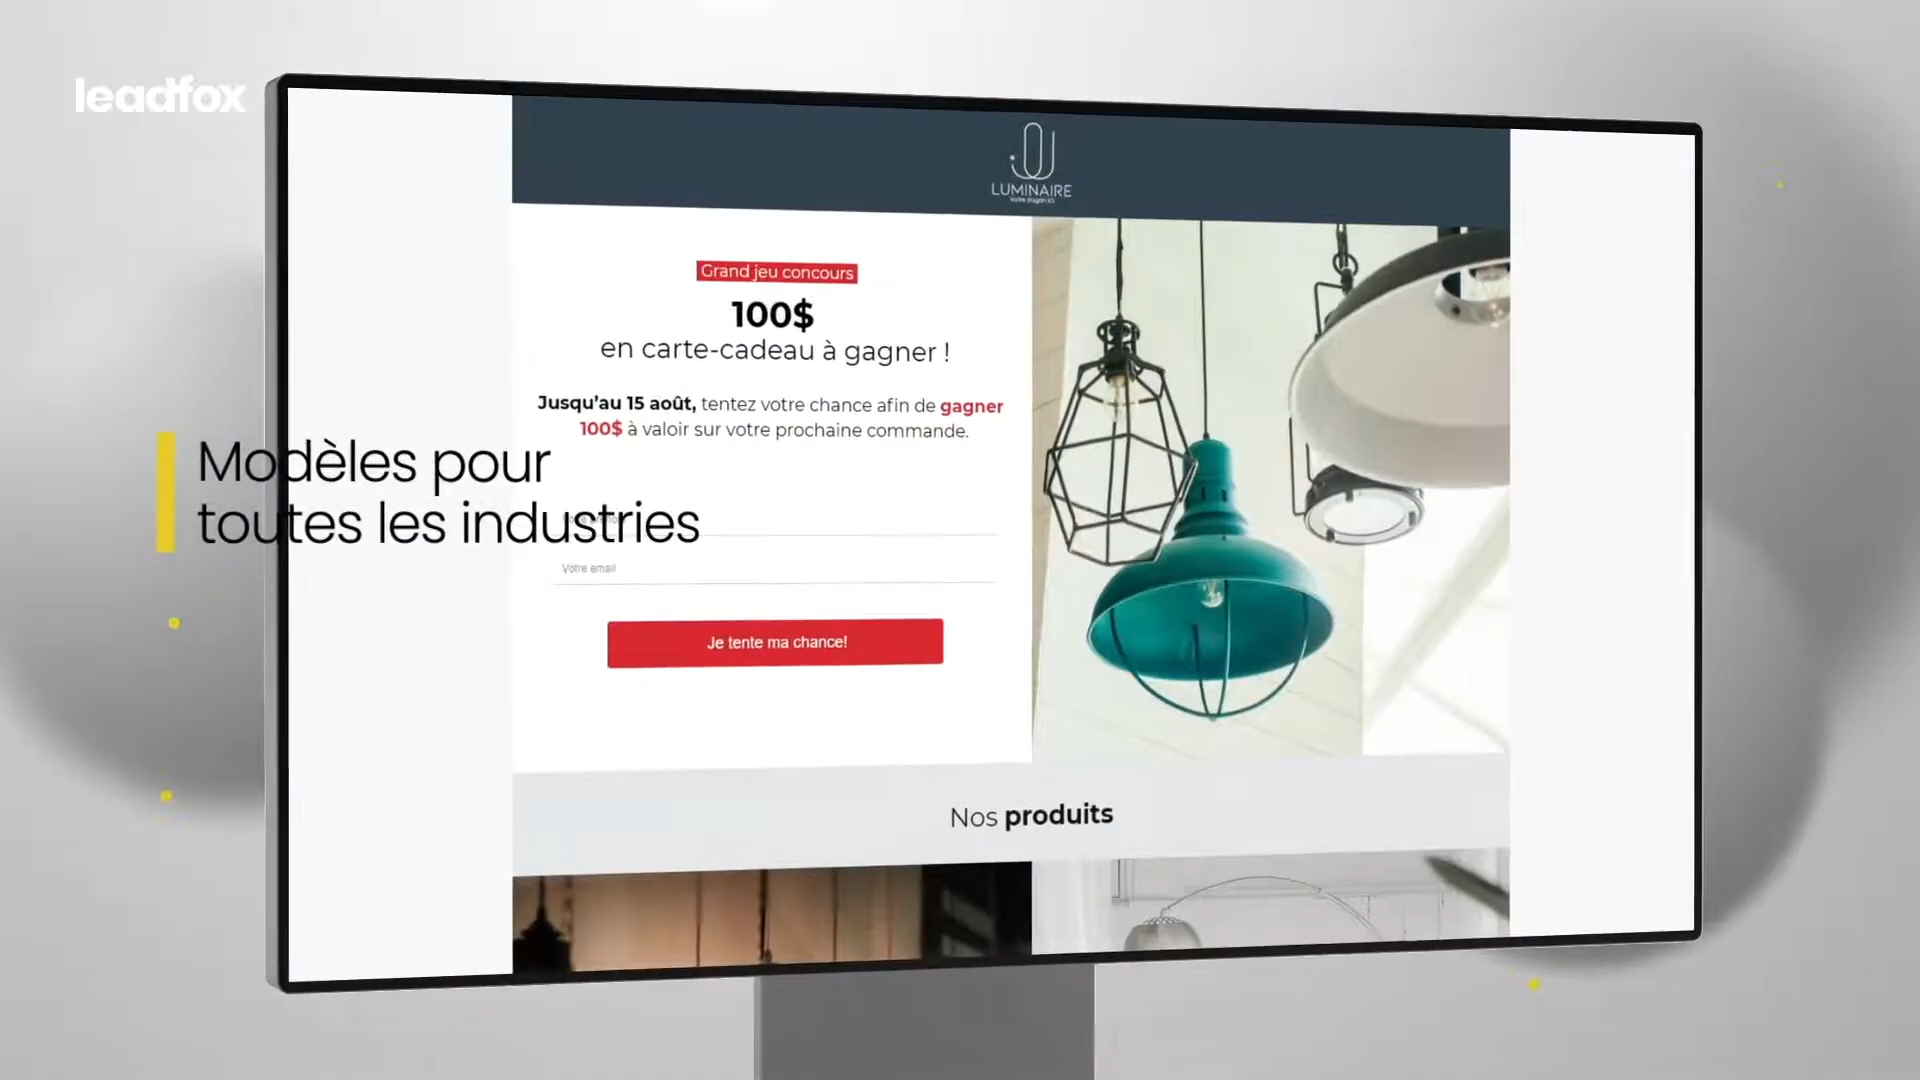 leadfox
LUMINAIRE
Grand jeu concours
100$
en carte-cadeau à gagner !
Jusqu'au 15 août, tentez votre chance afin de gagner
100$ à valoir sur votre prochaine commande.
Modèles pour
toutes les industries
Votre email
Je tente ma chance!
Nos produits